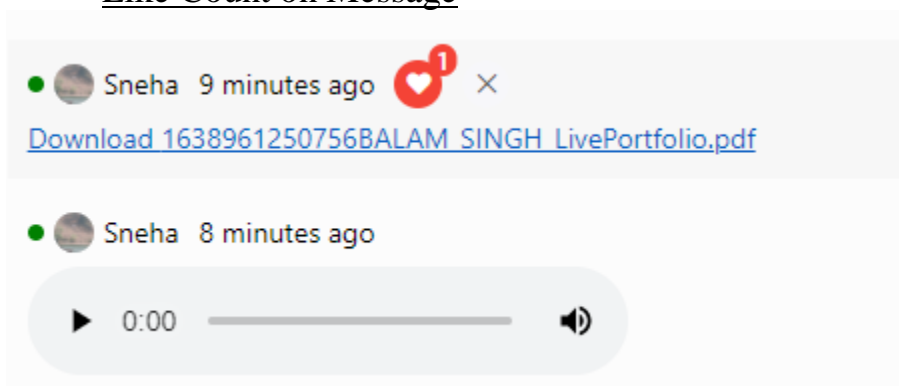 Sneha 9 minutes ago 1 ×
Download 1638961250756BALAM_SINGH_LivePortfolio.pdf
Sneha 8 minutes ago
0:00